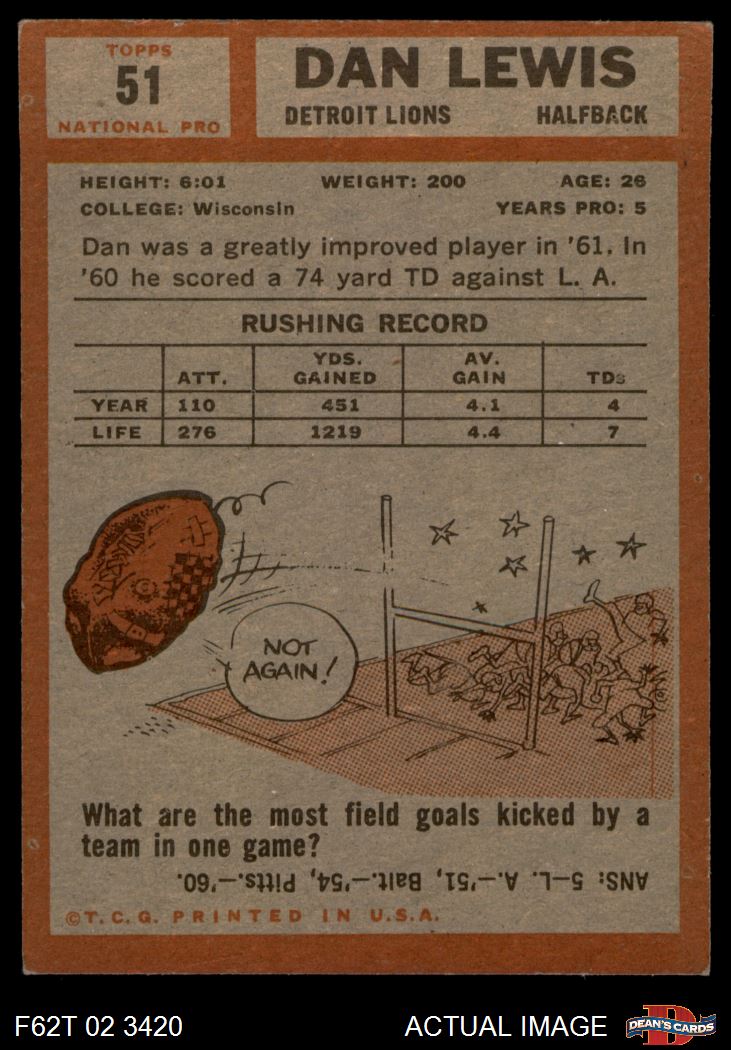 TOPPS
51
NATIONAL PRO
DAN LEWIS
DETROIT LIONS HALFBACK
HEIGHT: 6:01 WEIGHT: 200 AGE: 26
COLLEGE: Wisconsin YEARS PRO: 5
Dan was a greatly improved player in '61. In
'60 he scored a 74 yard TD against L. A.
RUSHING RECORD
ATT. YDS. GAINED AV. GAIN TDs
YEAR 110 451 4.1 4
LIFE 276 1219 4.4 7
NOT
AGAIN!
What are the most field goals kicked by a
team in one game?
ANS: 5—L. A.—'51, Balt.—'54, Pitts.—'60.
©T.C.G. PRINTED IN U.S.A.
F62T 02 3420 ACTUAL IMAGE
D
DEAN'S CARDS